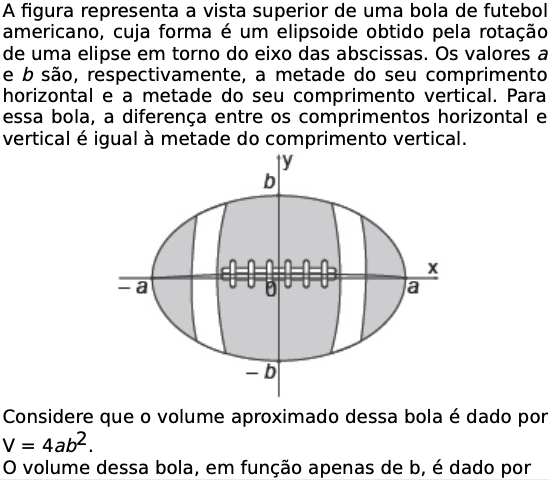 A figura representa a vista superior de uma bola de futebol
americano, cuja forma é um elipsoide obtido pela rotação
de uma elipse em torno do eixo das abscissas. Os valores a
e b são, respectivamente, a metade do seu comprimento
horizontal e a metade do seu comprimento vertical. Para
essa bola, a diferença entre os comprimentos horizontal e
vertical é igual à metade do comprimento vertical.
y
b
x
– a
0
a
– b
Considere que o volume aproximado dessa bola é dado por
V = 4ab².
O volume dessa bola, em função apenas de b, é dado por